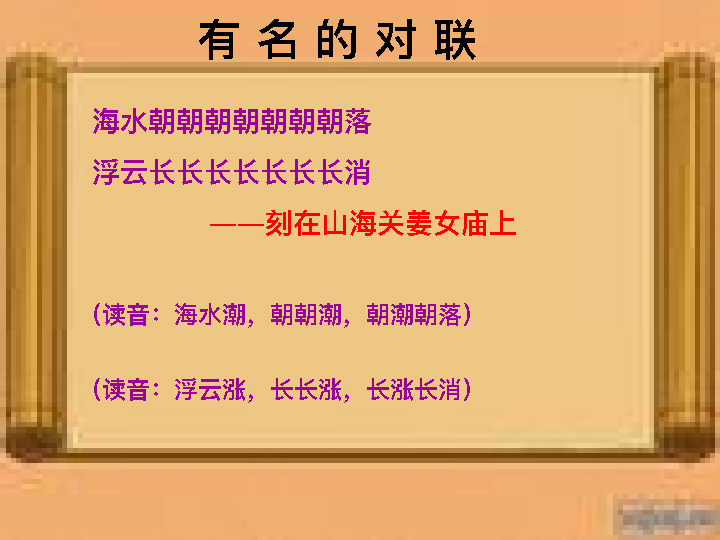 有名的对联
海水朝朝朝朝朝朝朝落
浮云长长长长长长长消
——刻在山海关姜女庙上
（读音：海水潮，朝朝潮，朝潮朝落）
（读音：浮云涨，长长涨，长涨长消）